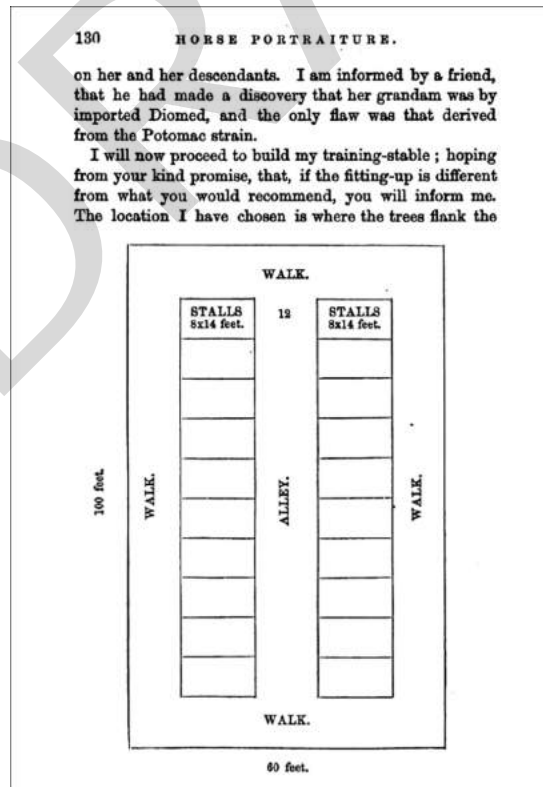 130 HORSE PORTRAITURE.
on her and her descendants. I am informed by a friend,
that he had made a discovery that her grandam was by
imported Diomed, and the only flaw was that derived
from the Potomac strain.
I will now proceed to build my training-stable ; hoping
from your kind promise, that, if the fitting-up is different
from what you would recommend, you will inform me.
The location I have chosen is where the trees flank the
WALK.
STALLS 12 STALLS
8x14 feet. 8x14 feet.
100 feet.
WALK.
ALLEY.
WALK.
WALK.
60 feet.